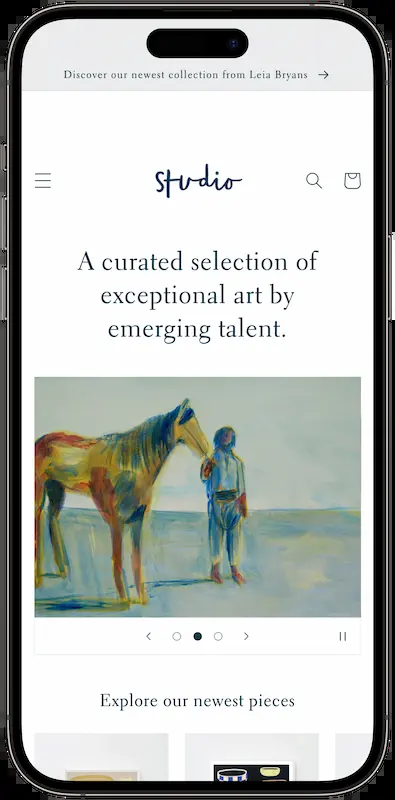 Discover our newest collection from Leia Bryans →
studio
A curated selection of
exceptional art by
emerging talent.
Explore our newest pieces